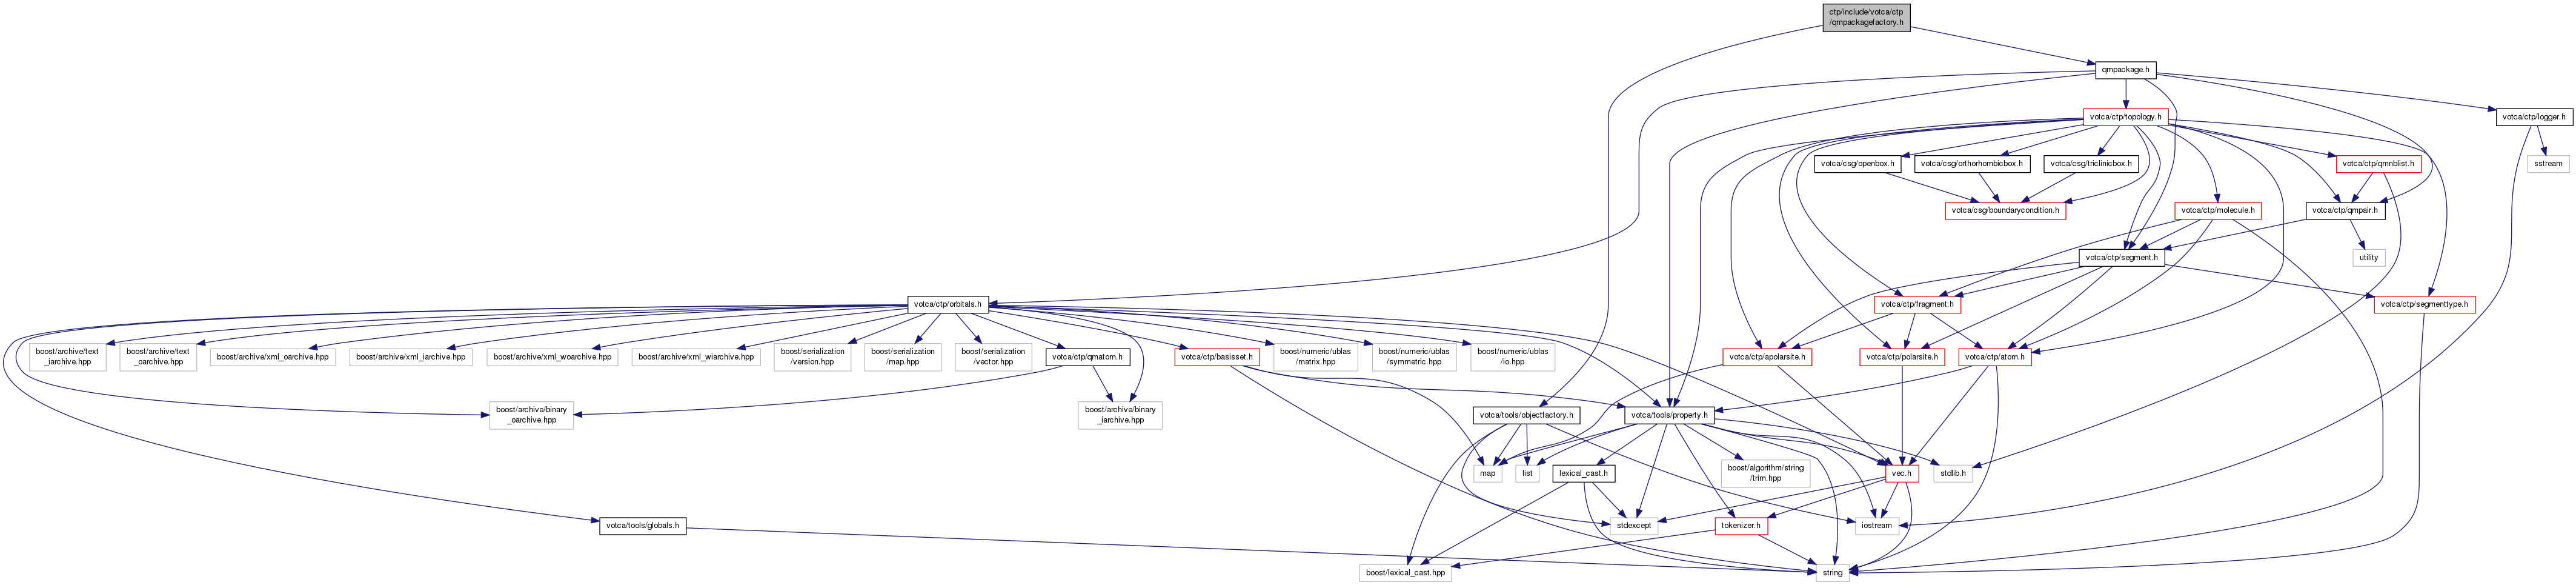 ctp/include/votca/ctp
/qmpackagefactory.h
qmpackage.h
votca/ctp/topology.h
votca/ctp/logger.h
votca/csg/openbox.h
votca/csg/orthorhombicbox.h
votca/csg/triclinicbox.h
votca/ctp/qmnblist.h
sstream
votca/csg/boundarycondition.h
votca/ctp/molecule.h
votca/ctp/qmpair.h
votca/ctp/segment.h
utility
votca/ctp/orbitals.h
votca/ctp/fragment.h
votca/ctp/segmenttype.h
boost/archive/text
_iarchive.hpp
boost/archive/text
_oarchive.hpp
boost/archive/xml_oarchive.hpp
boost/archive/xml_iarchive.hpp
boost/archive/xml_woarchive.hpp
boost/archive/xml_wiarchive.hpp
boost/serialization
/version.hpp
boost/serialization
/map.hpp
boost/serialization
/vector.hpp
votca/ctp/qmatom.h
votca/ctp/basisset.h
boost/numeric/ublas
/matrix.hpp
boost/numeric/ublas
/symmetric.hpp
boost/numeric/ublas
/io.hpp
votca/ctp/apolarsite.h
votca/ctp/polarsite.h
votca/ctp/atom.h
boost/archive/binary
_oarchive.hpp
boost/archive/binary
_iarchive.hpp
votca/tools/objectfactory.h
votca/tools/property.h
map
list
lexical_cast.h
boost/algorithm/string
/trim.hpp
vec.h
stdlib.h
votca/tools/globals.h
stdexcept
tokenizer.h
iostream
boost/lexical_cast.hpp
string